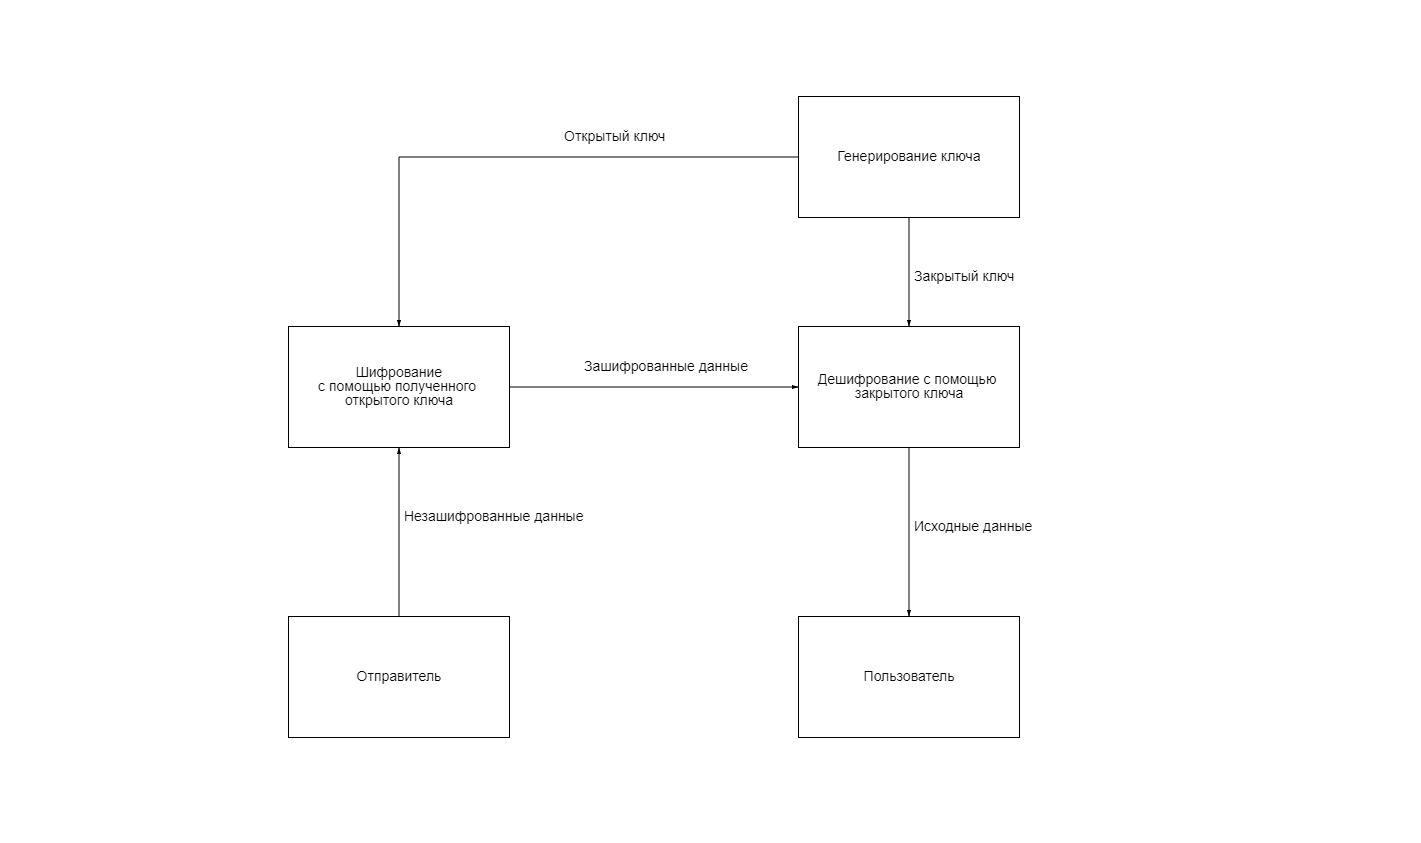 Открытый ключ
Генерирование ключа
Закрытый ключ
Шифрование
с помощью полученного
открытого ключа
Зашифрованные данные
Дешифрование с помощью
закрытого ключа
Незашифрованные данные
Исходные данные
Отправитель
Пользователь